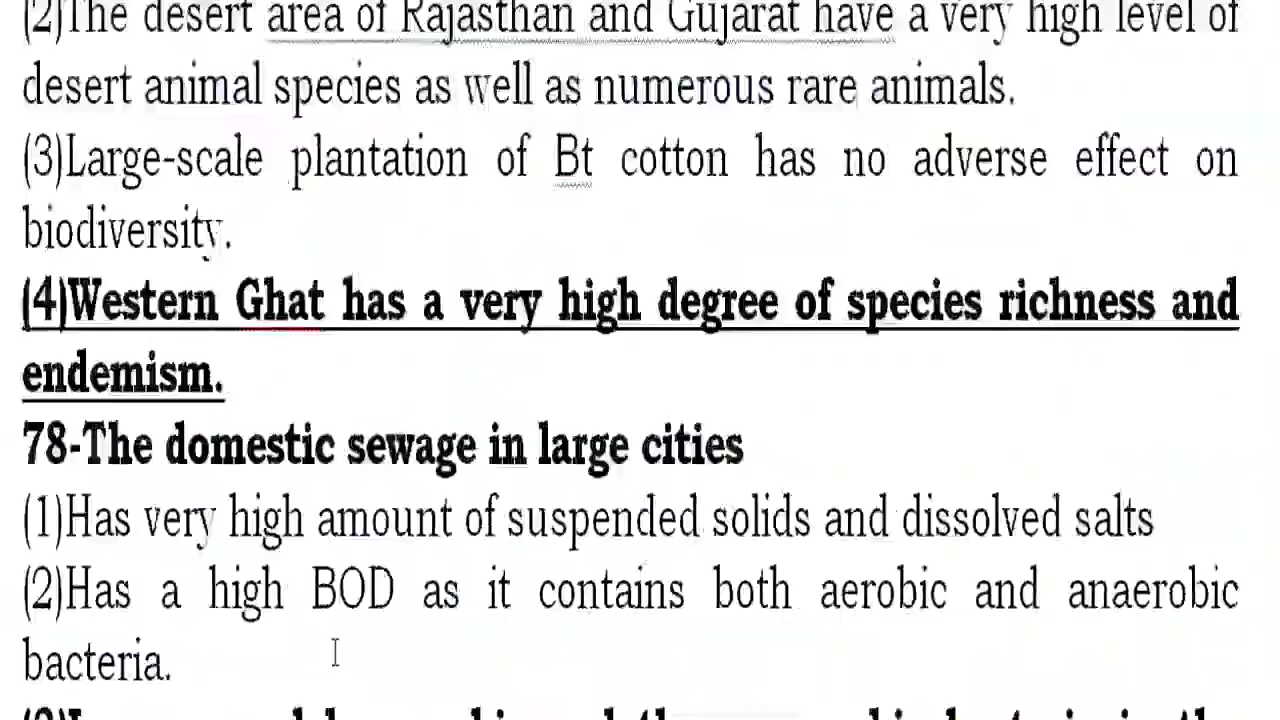 (2)The desert area of Rajasthan and Gujarat have a very high level of
desert animal species as well as numerous rare animals.
(3)Large-scale plantation of Bt cotton has no adverse effect on
biodiversity.
(4)Western Ghat has a very high degree of species richness and
endemism.
78-The domestic sewage in large cities
(1)Has very high amount of suspended solids and dissolved salts
(2)Has a high BOD as it contains both aerobic and anaerobic
bacteria.